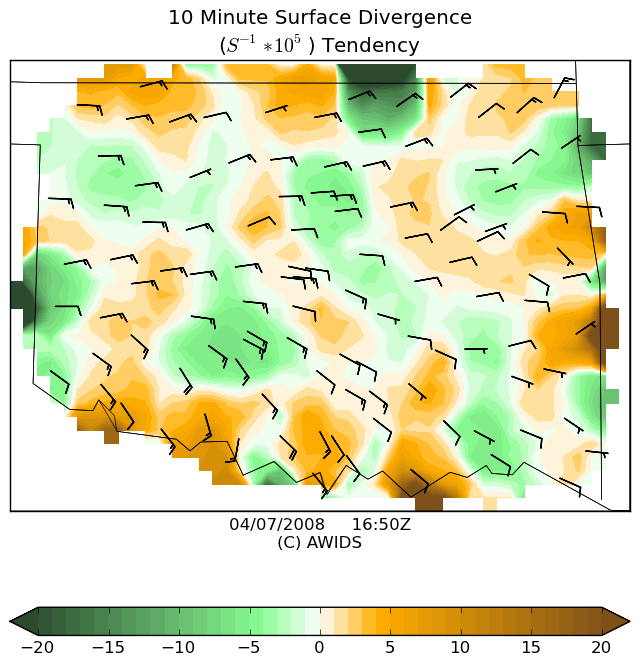 10 Minute Surface Divergence
(S⁻¹ *10⁵ ) Tendency
04/07/2008 16:50Z
(C) AWIDS
−20 −15 −10 −5 0 5 10 15 20